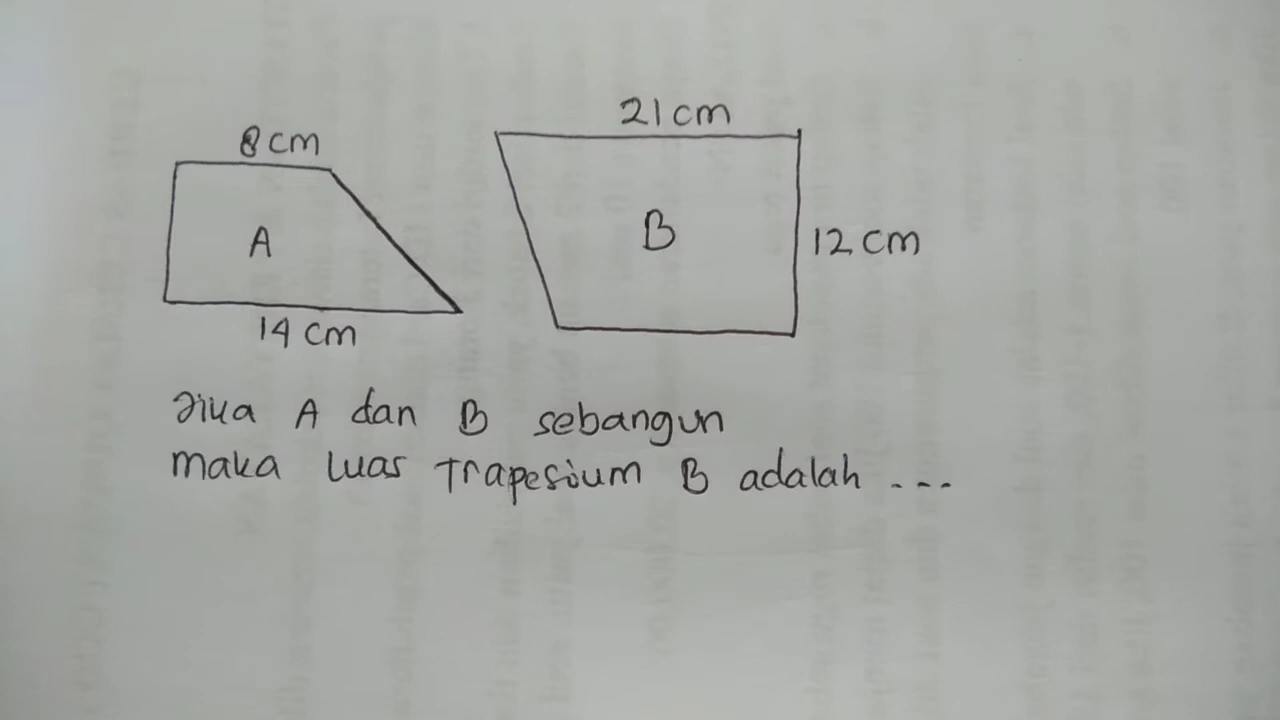 8 cm
21 cm
A
B
12 cm
14 cm
Jika A dan B sebangun
maka luas Trapesium B adalah ...